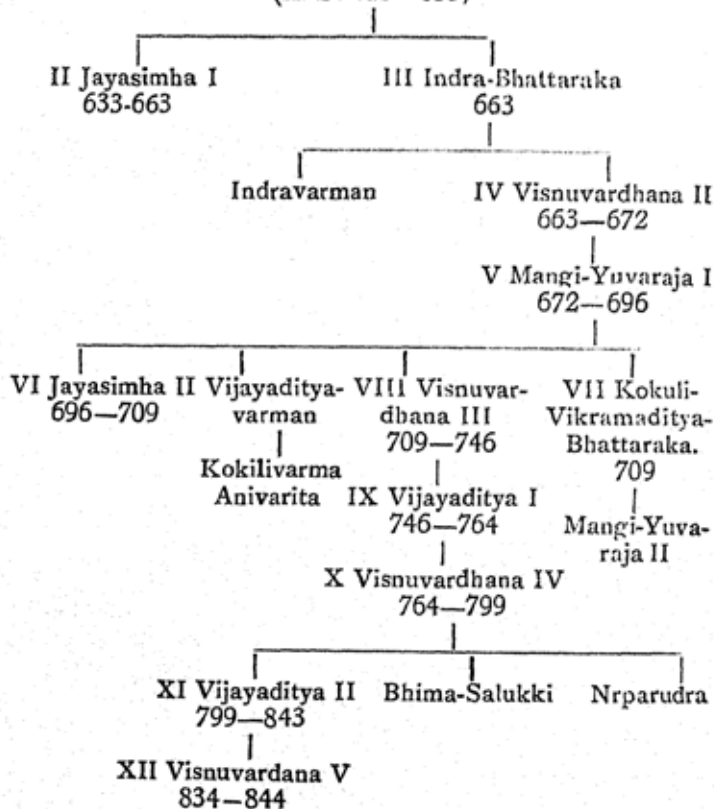 II Jayasimha I III Indra-Bhattaraka
633-663 663
Indravarman IV Visnuvardhana II
663—672
V Mangi-Yuvaraja I
672—696
VI Jayasimha II Vijayaditya- VIII Visnuvar- VII Kokuli-
696—709 varman dhana III Vikramaditya-
709—746 Bhattaraka.
Kokilivarma 709
Anivarita IX Vijayaditya I Mangi-Yuva-
746—764 raja II
X Visnuvardhana IV
764—799
XI Vijayaditya II Bhima-Salukki Nrparudra
799—843
XII Visnuvardana V
834—844